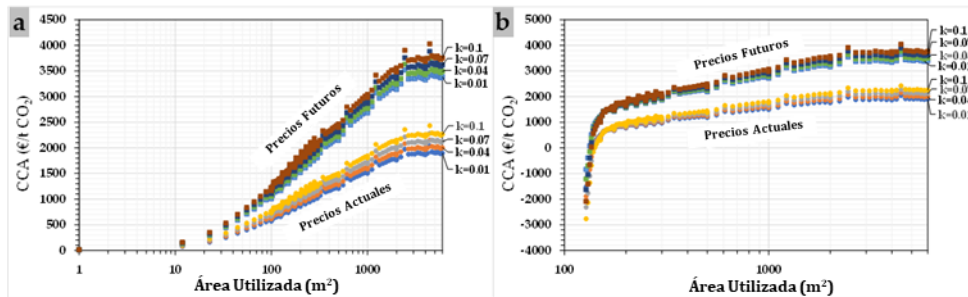 a
CCA (€/t CO₂)
4500
4000
3500
3000
2500
2000
1500
1000
500
0
1
10
100
1000
Área Utilizada (m²)
Precios Futuros
Precios Actuales
k=0.1
k=0.07
k=0.04
k=0.01
k=0.1
k=0.07
k=0.04
k=0.01
b
CCA (€/t CO₂)
5000
4000
3000
2000
1000
0
-1000
-2000
-3000
-4000
100
1000
Área Utilizada (m²)
Precios Futuros
Precios Actuales
k=0.1
k=0.1